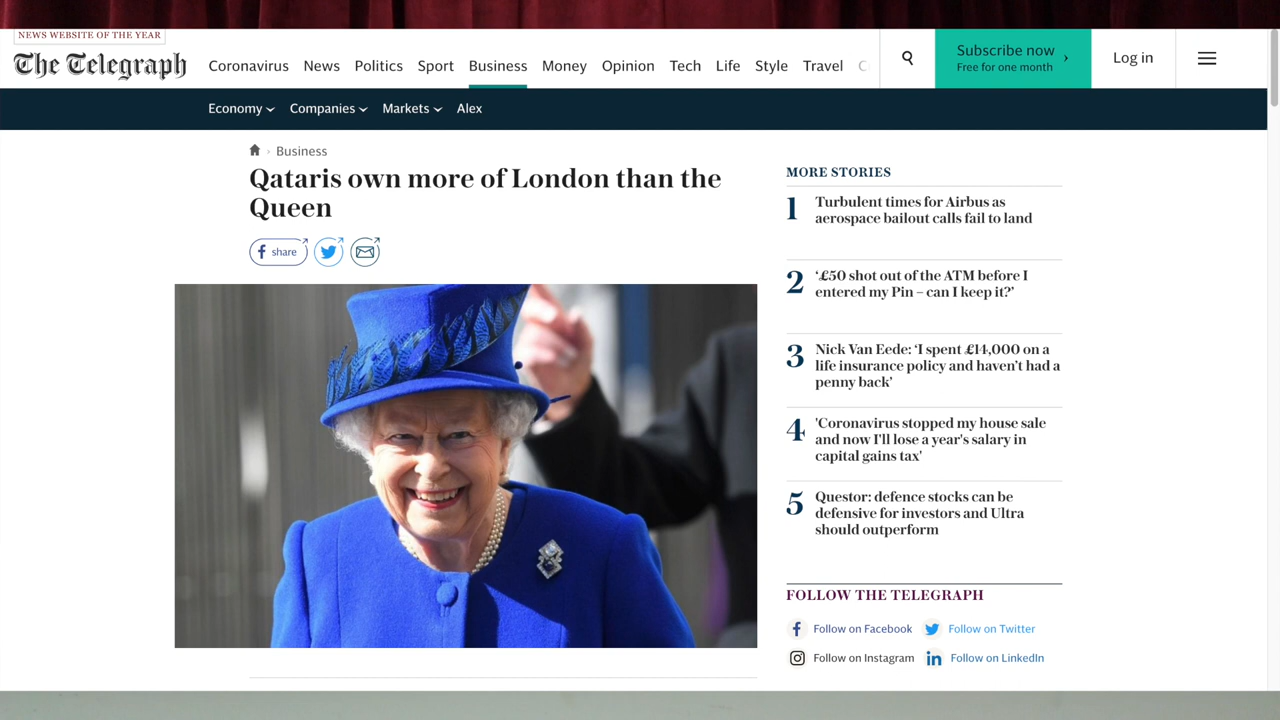 NEWS WEBSITE OF THE YEAR
The Telegraph
Coronavirus News Politics Sport Business Money Opinion Tech Life Style Travel
Subscribe now
Free for one month
Log in
Economy Companies Markets Alex
Business
Qataris own more of London than the
Queen
share
MORE STORIES
1 Turbulent times for Airbus as
aerospace bailout calls fail to land
2 ‘£50 shot out of the ATM before I
entered my Pin – can I keep it?’
3 Nick Van Eede: ‘I spent £14,000 on a
life insurance policy and haven’t had a
penny back’
4 'Coronavirus stopped my house sale
and now I'll lose a year's salary in
capital gains tax'
5 Questor: defence stocks can be
defensive for investors and Ultra
should outperform
FOLLOW THE TELEGRAPH
Follow on Facebook Follow on Twitter
Follow on Instagram Follow on LinkedIn